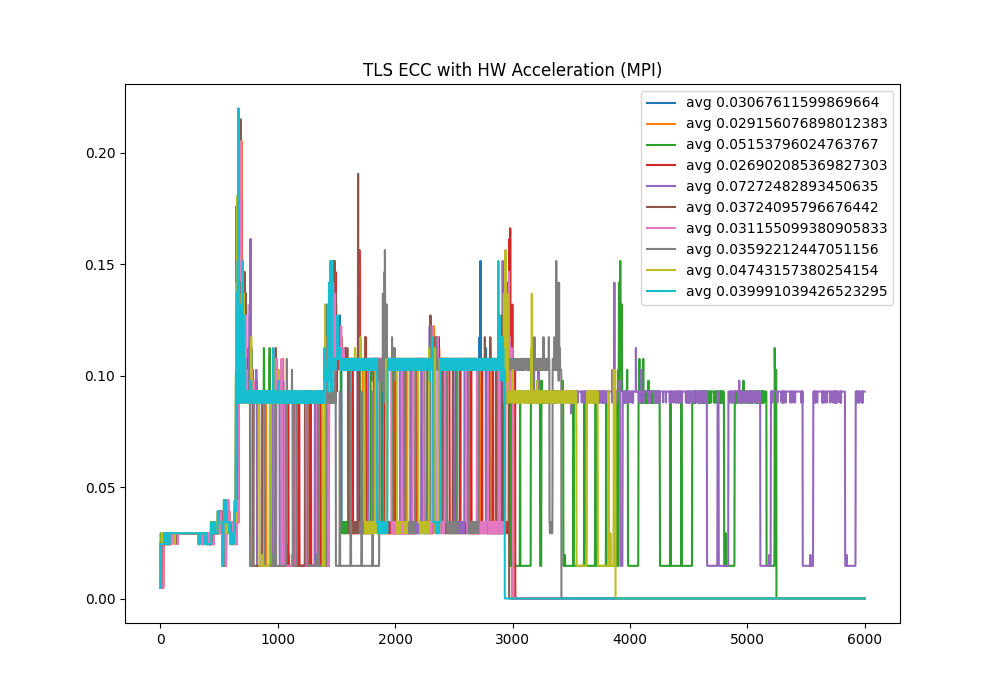 TLS ECC with HW Acceleration (MPI)
avg 0.03067611599869664
avg 0.029156076898012383
avg 0.05153796024763767
avg 0.026902085369827303
avg 0.07272482893450635
avg 0.03724095796676442
avg 0.031155099380905833
avg 0.03592212447051156
avg 0.04743157380254154
avg 0.039991039426523295
0.20
0.15
0.10
0.05
0.00
0 1000 2000 3000 4000 5000 6000